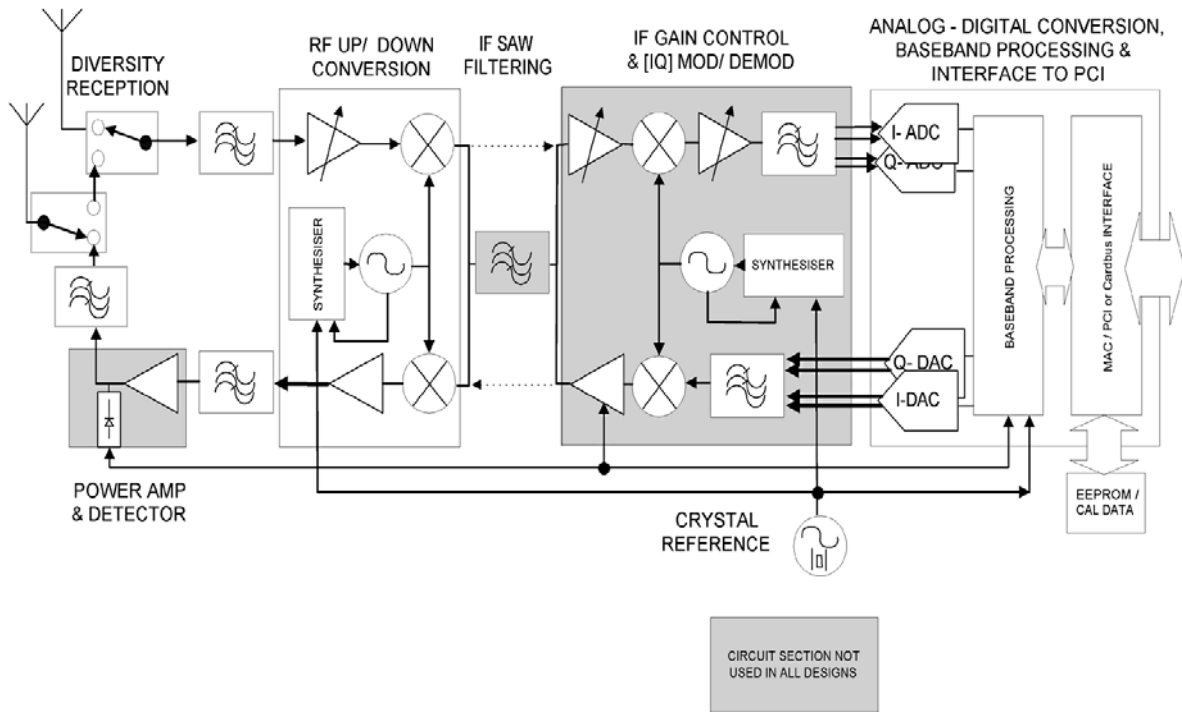 ANALOG - DIGITAL CONVERSION,
BASEBAND PROCESSING &
INTERFACE TO PCI
RF UP/ DOWN
CONVERSION
IF SAW
FILTERING
IF GAIN CONTROL
& [IQ] MOD/ DEMOD
DIVERSITY
RECEPTION
I- ADC
Q- ADC
SYNTHESISER
SYNTHESISER
BASEBAND PROCESSING
MAC / PCI or Cardbus INTERFACE
Q- DAC
I-DAC
POWER AMP
& DETECTOR
CRYSTAL
REFERENCE
EEPROM /
CAL DATA
CIRCUIT SECTION NOT
USED IN ALL DESIGNS